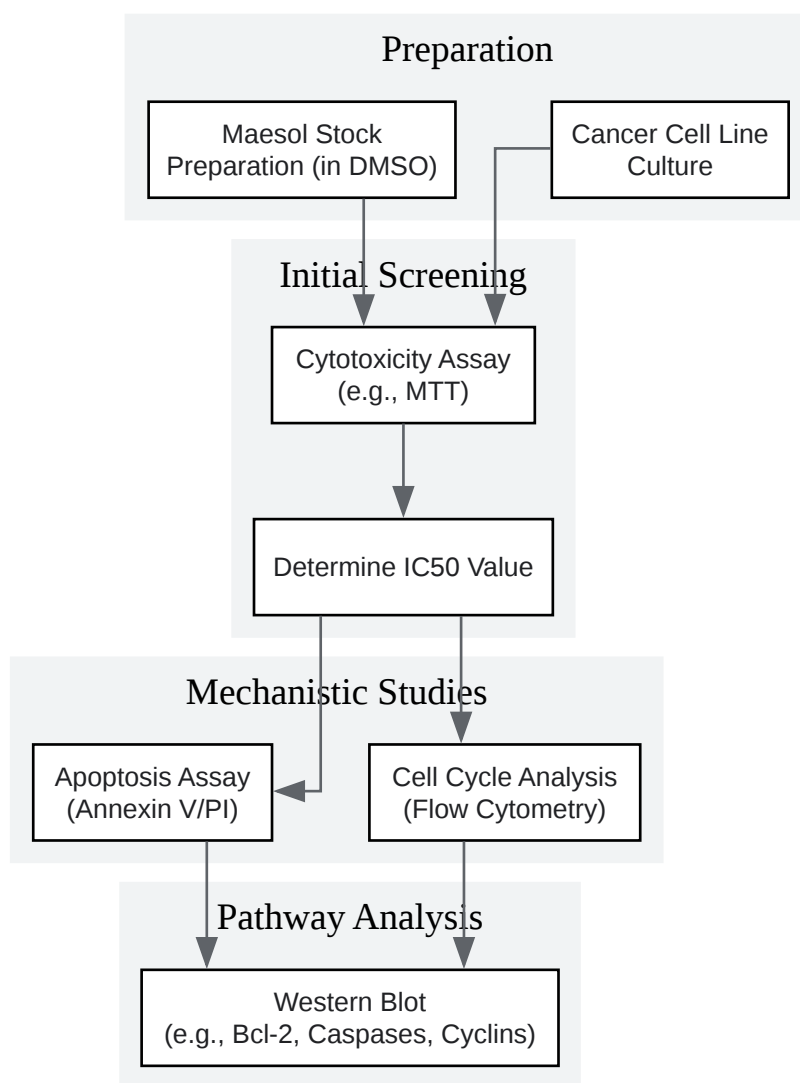 Preparation
Maesol Stock
Preparation (in DMSO)
Cancer Cell Line
Culture
Initial Screening
Cytotoxicity Assay
(e.g., MTT)
Determine IC50 Value
Mechanistic Studies
Apoptosis Assay
(Annexin V/PI)
Cell Cycle Analysis
(Flow Cytometry)
Pathway Analysis
Western Blot
(e.g., Bcl-2, Caspases, Cyclins)